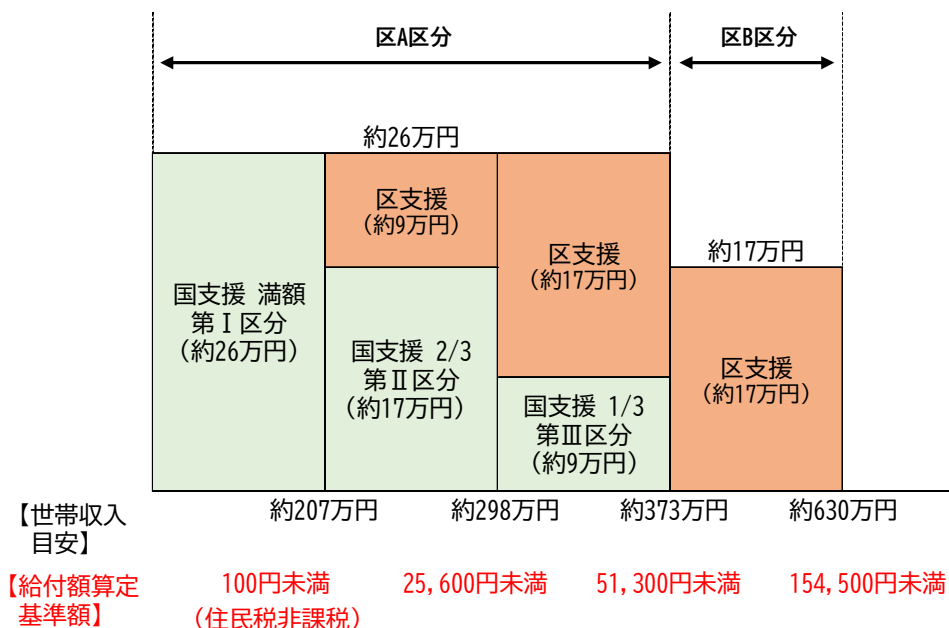 区A区分
区B区分
約26万円
区支援
(約9万円)
区支援
(約17万円)
約17万円
国支援 満額
第Ⅰ区分
(約26万円)
国支援 2/3
第Ⅱ区分
(約17万円)
国支援 1/3
第Ⅲ区分
(約9万円)
区支援
(約17万円)
【世帯収入
目安】
約207万円
約298万円
約373万円
約630万円
【給付額算定
基準額】
100円未満
(住民税非課税)
25,600円未満
51,300円未満
154,500円未満